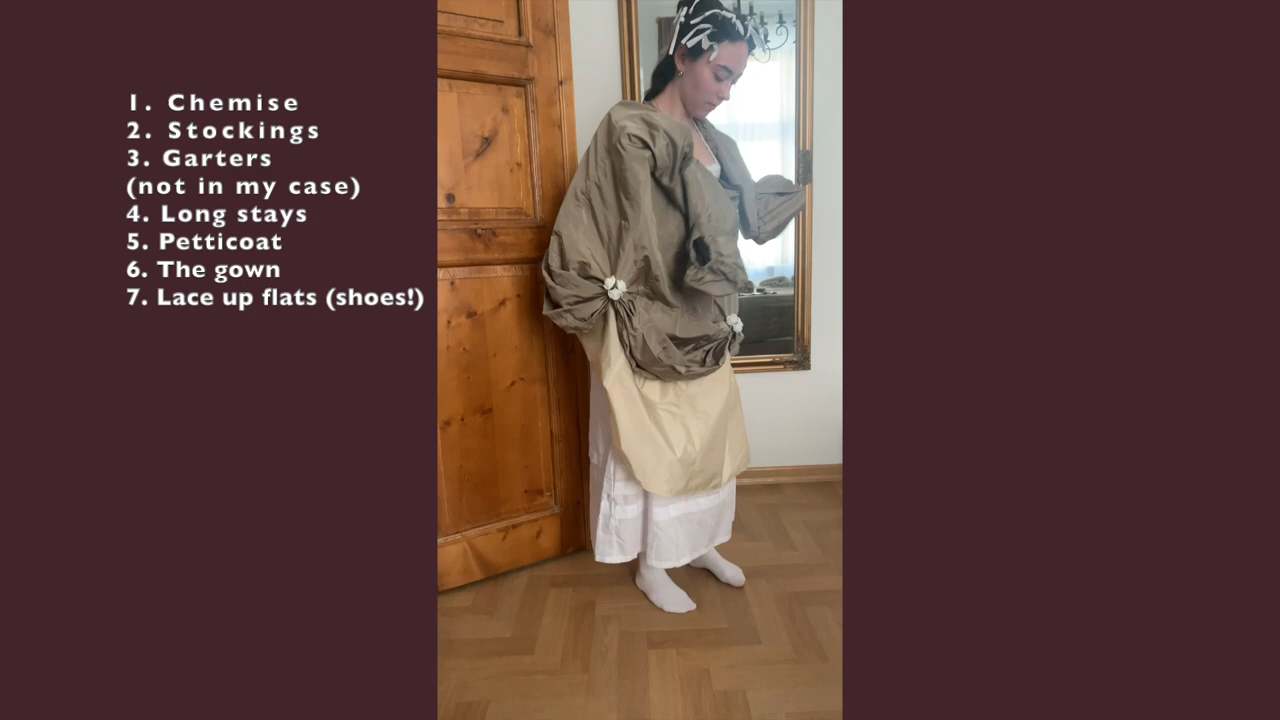 1. Chemise
2. Stockings
3. Garters
(not in my case)
4. Long stays
5. Petticoat
6. The gown
7. Lace up flats (shoes!)